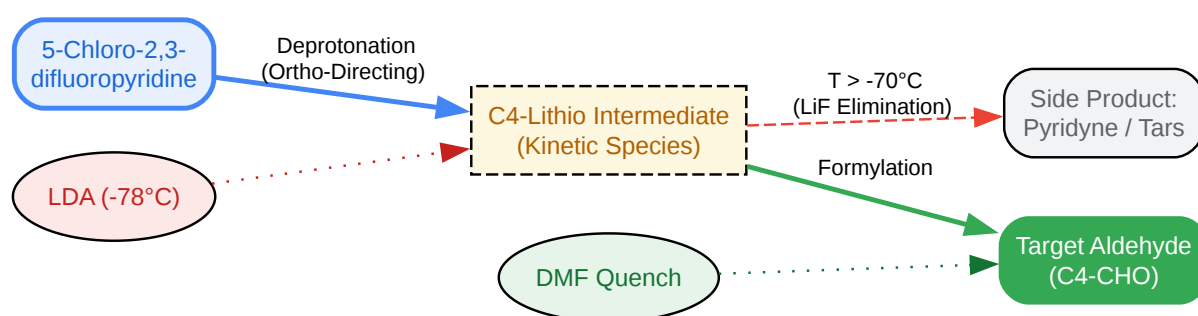 5-Chloro-2,3-
difluoropyridine
Deprotonation
(Ortho-Directing)
LDA (-78°C)
C4-Lithio Intermediate
(Kinetic Species)
T > -70°C
(LiF Elimination)
Side Product:
Pyridyne / Tars
Formylation
DMF Quench
Target Aldehyde
(C4-CHO)